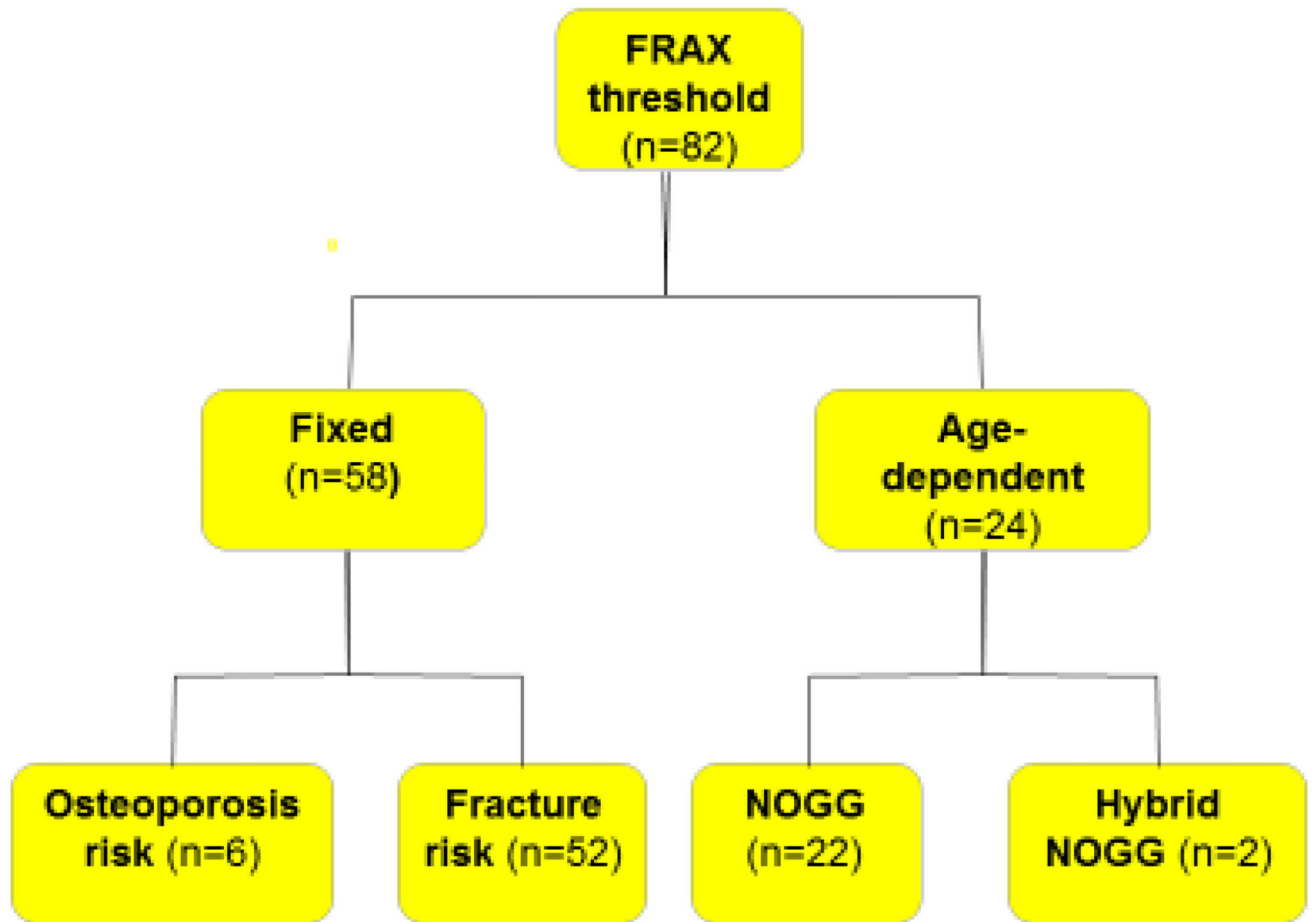 FRAX
threshold
(n=82)
Fixed
(n=58)
Age-
dependent
(n=24)
Osteoporosis
risk (n=6)
Fracture
risk (n=52)
NOGG
(n=22)
Hybrid
NOGG (n=2)